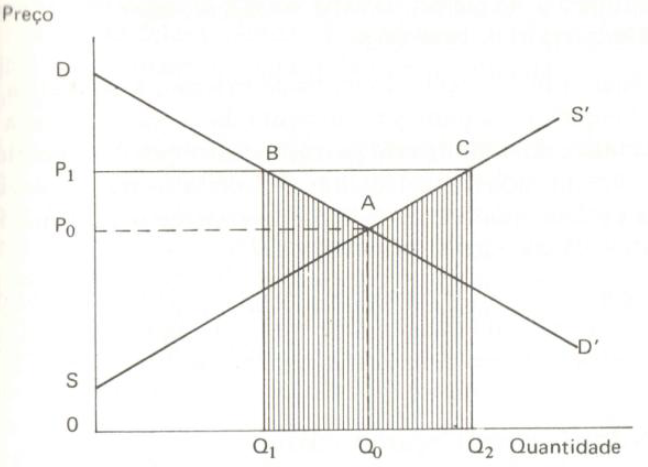 Preço
D
S'
B
C
P₁
A
P₀
D'
S
0
Q₁
Q₀
Q₂
Quantidade